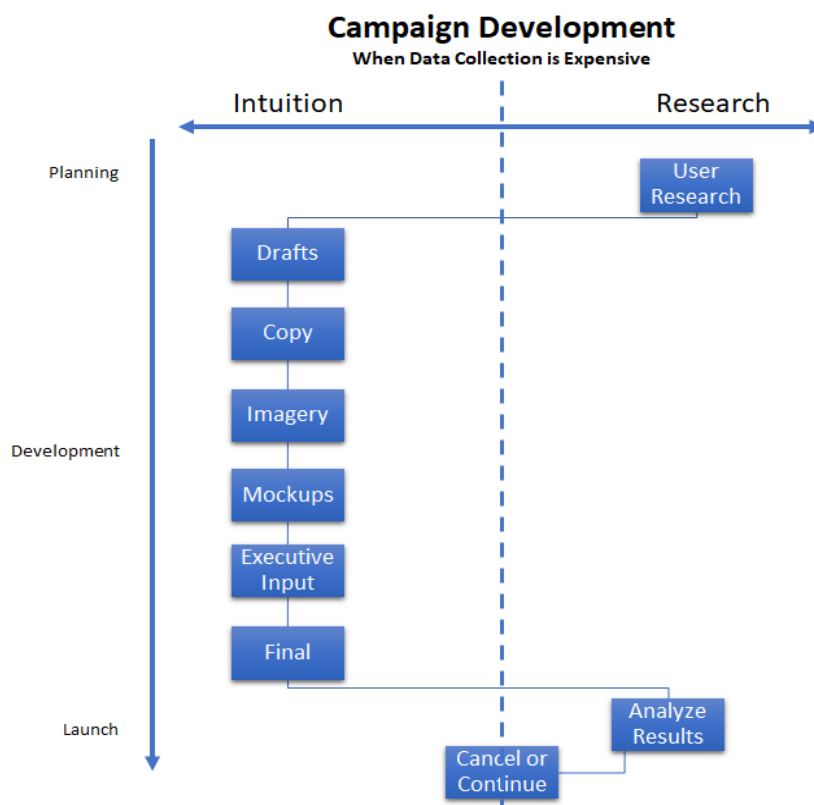 Campaign Development
When Data Collection is Expensive
Intuition
Research
Planning
User
Research
Drafts
Copy
Imagery
Development
Mockups
Executive
Input
Final
Launch
Analyze
Results
Cancel or
Continue